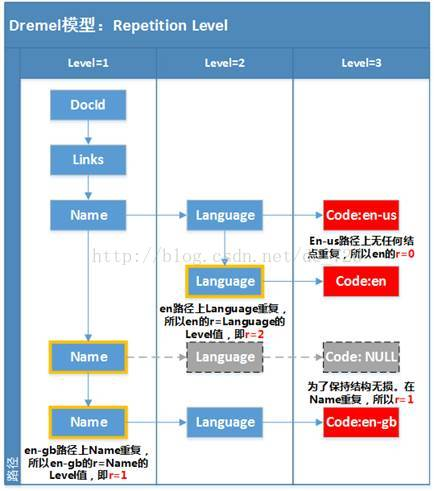 Dremel模型：Repetition Level
Level=1
Level=2
Level=3
DocId
Links
Name
Language
Code:en-us
En-us路径上无任何结
点重复，所以en的r=0
Language
Code:en
en路径上Language重复，
所以en的r=Language的
Level值，即r=2
Name
Language
Code: NULL
为了保持结构无损。在
Name重复，所以r=1
Name
Language
Code:en-gb
en-gb路径上Name重复，
所以en-gb的r=Name的
Level值，即r=1
路径